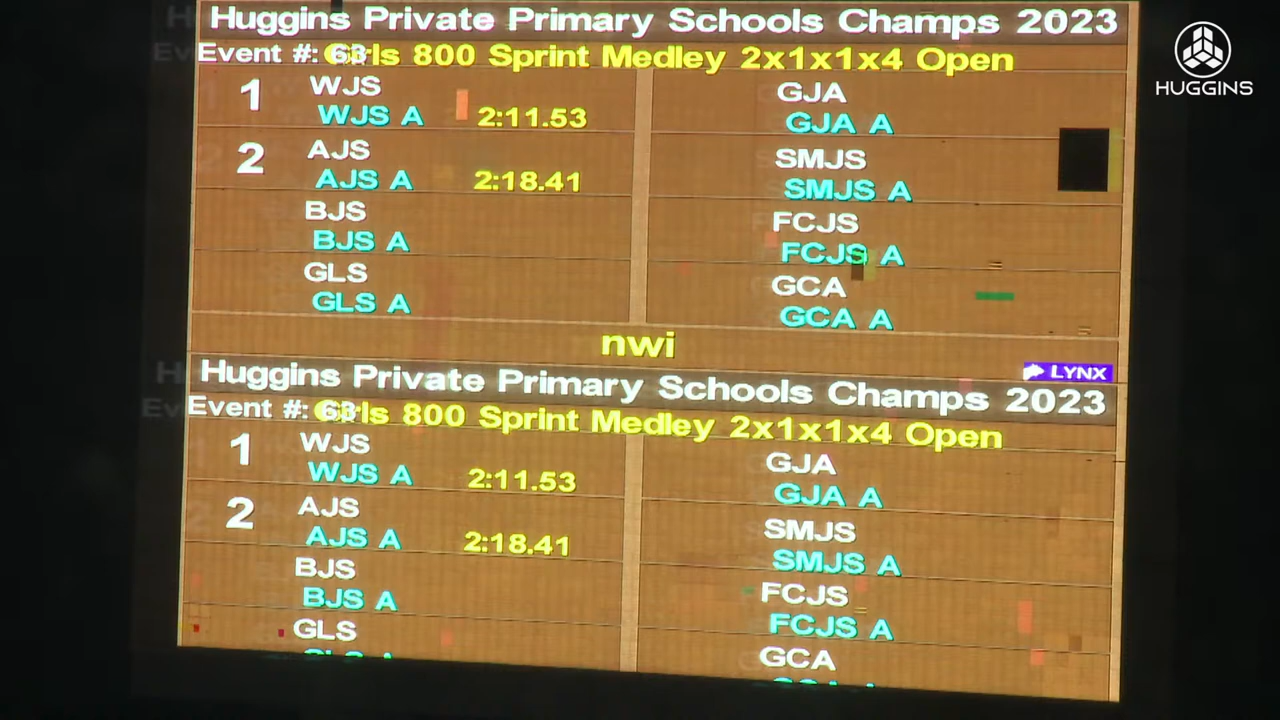 Huggins Private Primary Schools Champs 2023
HUGGINS
Event #: 63 Girls 800 Sprint Medley 2x1x1x4 Open
1 WJS
WJS A 2:11.53
2 AJS
AJS A 2:18.41
BJS
BJS A
GLS
GLS A
GJA
GJA A
SMJS
SMJS A
FCJS
FCJS A
GCA
GCA A
nwi
LYNX
Huggins Private Primary Schools Champs 2023
Event #: 63 Girls 800 Sprint Medley 2x1x1x4 Open
1 WJS
WJS A 2:11.53
2 AJS
AJS A 2:18.41
BJS
BJS A
GLS
GJA
GJA A
SMJS
SMJS A
FCJS
FCJS A
GCA